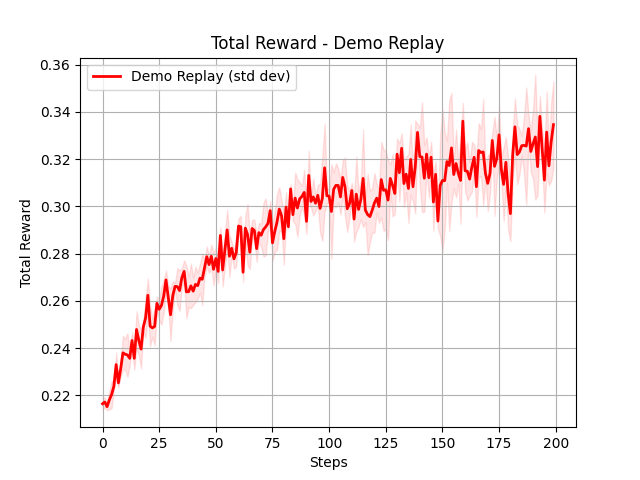 Total Reward - Demo Replay
Demo Replay (std dev)
Total Reward
0.36
0.34
0.32
0.30
0.28
0.26
0.24
0.22
0 25 50 75 100 125 150 175 200
Steps